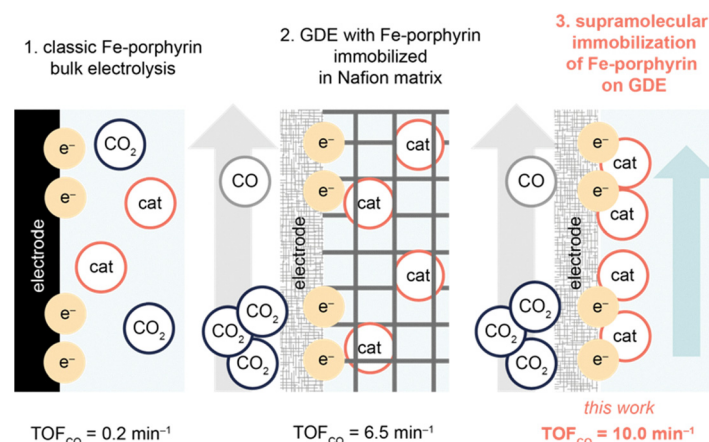 1. classic Fe-porphyrin
bulk electrolysis
2. GDE with Fe-porphyrin
immobilized
in Nafion matrix
3. supramolecular
immobilization
of Fe-porphyrin
on GDE
electrode
e⁻
e⁻
e⁻
e⁻
CO₂
cat
cat
CO₂
CO
CO₂
CO₂
CO₂
electrode
e⁻
e⁻
e⁻
e⁻
cat
cat
cat
cat
CO
CO₂
CO₂
CO₂
electrode
e⁻
e⁻
e⁻
e⁻
cat
cat
cat
cat
this work
TOF_CO = 0.2 min⁻¹
TOF_CO = 6.5 min⁻¹
TOF_CO = 10.0 min⁻¹